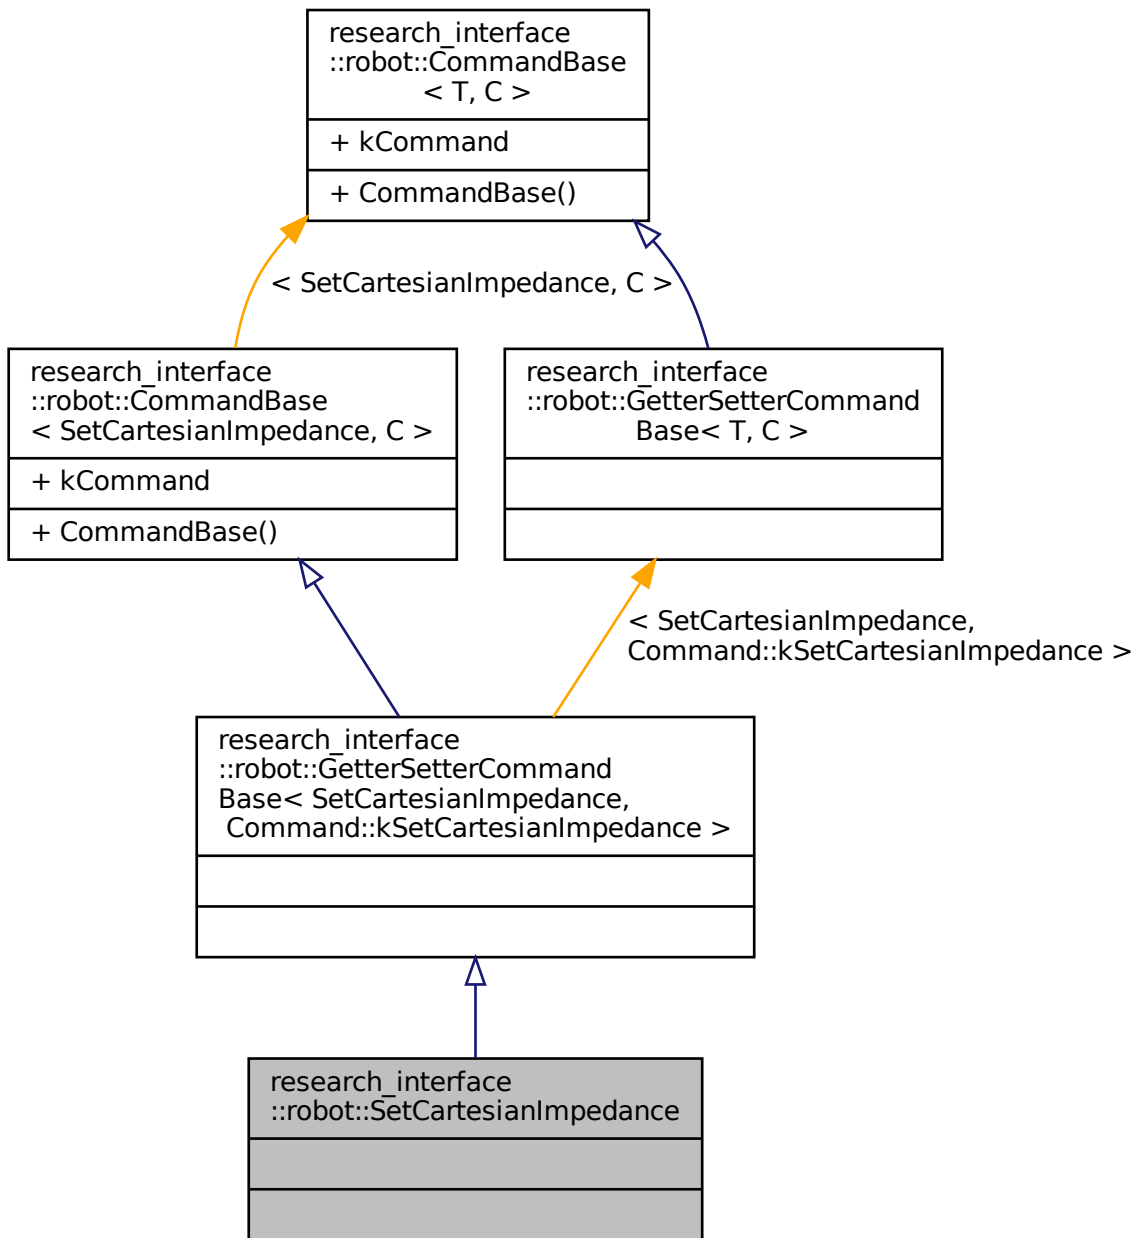 research_interface
::robot::CommandBase
< T, C >
+ kCommand
+ CommandBase()
< SetCartesianImpedance, C >
research_interface
::robot::CommandBase
< SetCartesianImpedance, C >
+ kCommand
+ CommandBase()
research_interface
::robot::GetterSetterCommand
Base< T, C >
< SetCartesianImpedance,
Command::kSetCartesianImpedance >
research_interface
::robot::GetterSetterCommand
Base< SetCartesianImpedance,
Command::kSetCartesianImpedance >
research_interface
::robot::SetCartesianImpedance